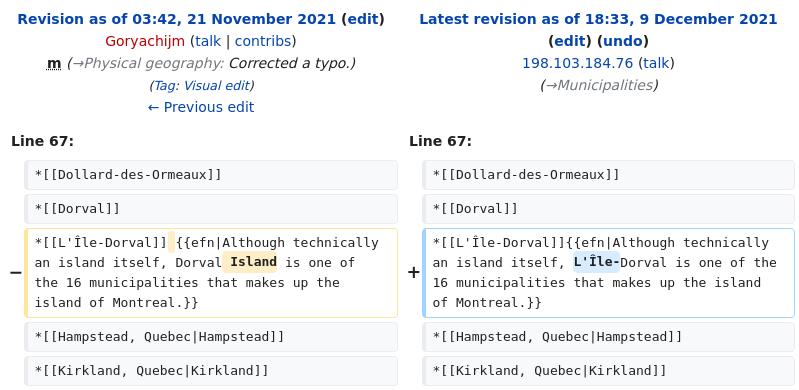 Revision as of 03:42, 21 November 2021 (edit)
Goryachijm (talk | contribs)
m (→Physical geography: Corrected a typo.)
(Tag: Visual edit)
← Previous edit
Latest revision as of 18:33, 9 December 2021
(edit) (undo)
198.103.184.76 (talk)
(→Municipalities)
Line 67:
*[[Dollard-des-Ormeaux]]
*[[Dorval]]
− *[[L'Île-Dorval]] {{efn|Although technically
an island itself, Dorval Island is one of
the 16 municipalities that makes up the
island of Montreal.}}
*[[Hampstead, Quebec|Hampstead]]
*[[Kirkland, Quebec|Kirkland]]
Line 67:
*[[Dollard-des-Ormeaux]]
*[[Dorval]]
+ *[[L'Île-Dorval]]{{efn|Although technically
an island itself, L'Île-Dorval is one of the
16 municipalities that makes up the island
of Montreal.}}
*[[Hampstead, Quebec|Hampstead]]
*[[Kirkland, Quebec|Kirkland]]